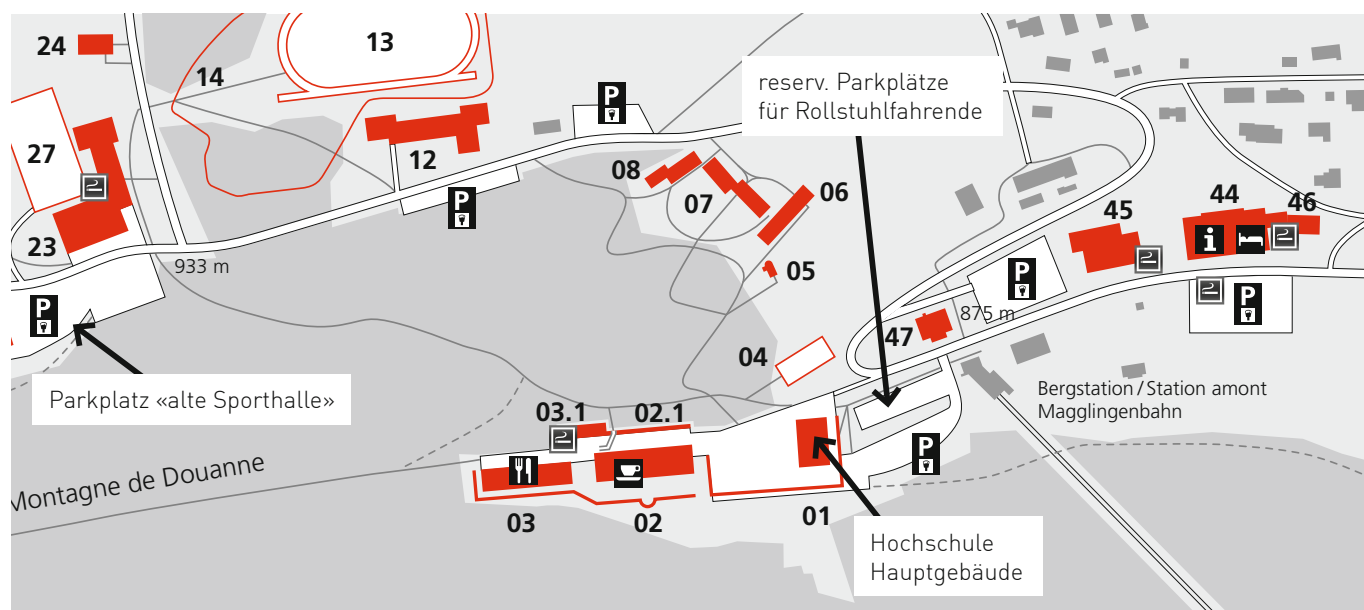 24
13
14
27
12
23
933 m
reserv. Parkplätze
für Rollstuhlfahrende
P
P
P
P
P
P
08
07
06
05
04
45
44
46
i
47
875 m
Parkplatz «alte Sporthalle»
Bergstation / Station amont
Magglingenbahn
03.1
02.1
Montagne de Douanne
03
02
01
Hochschule
Hauptgebäude